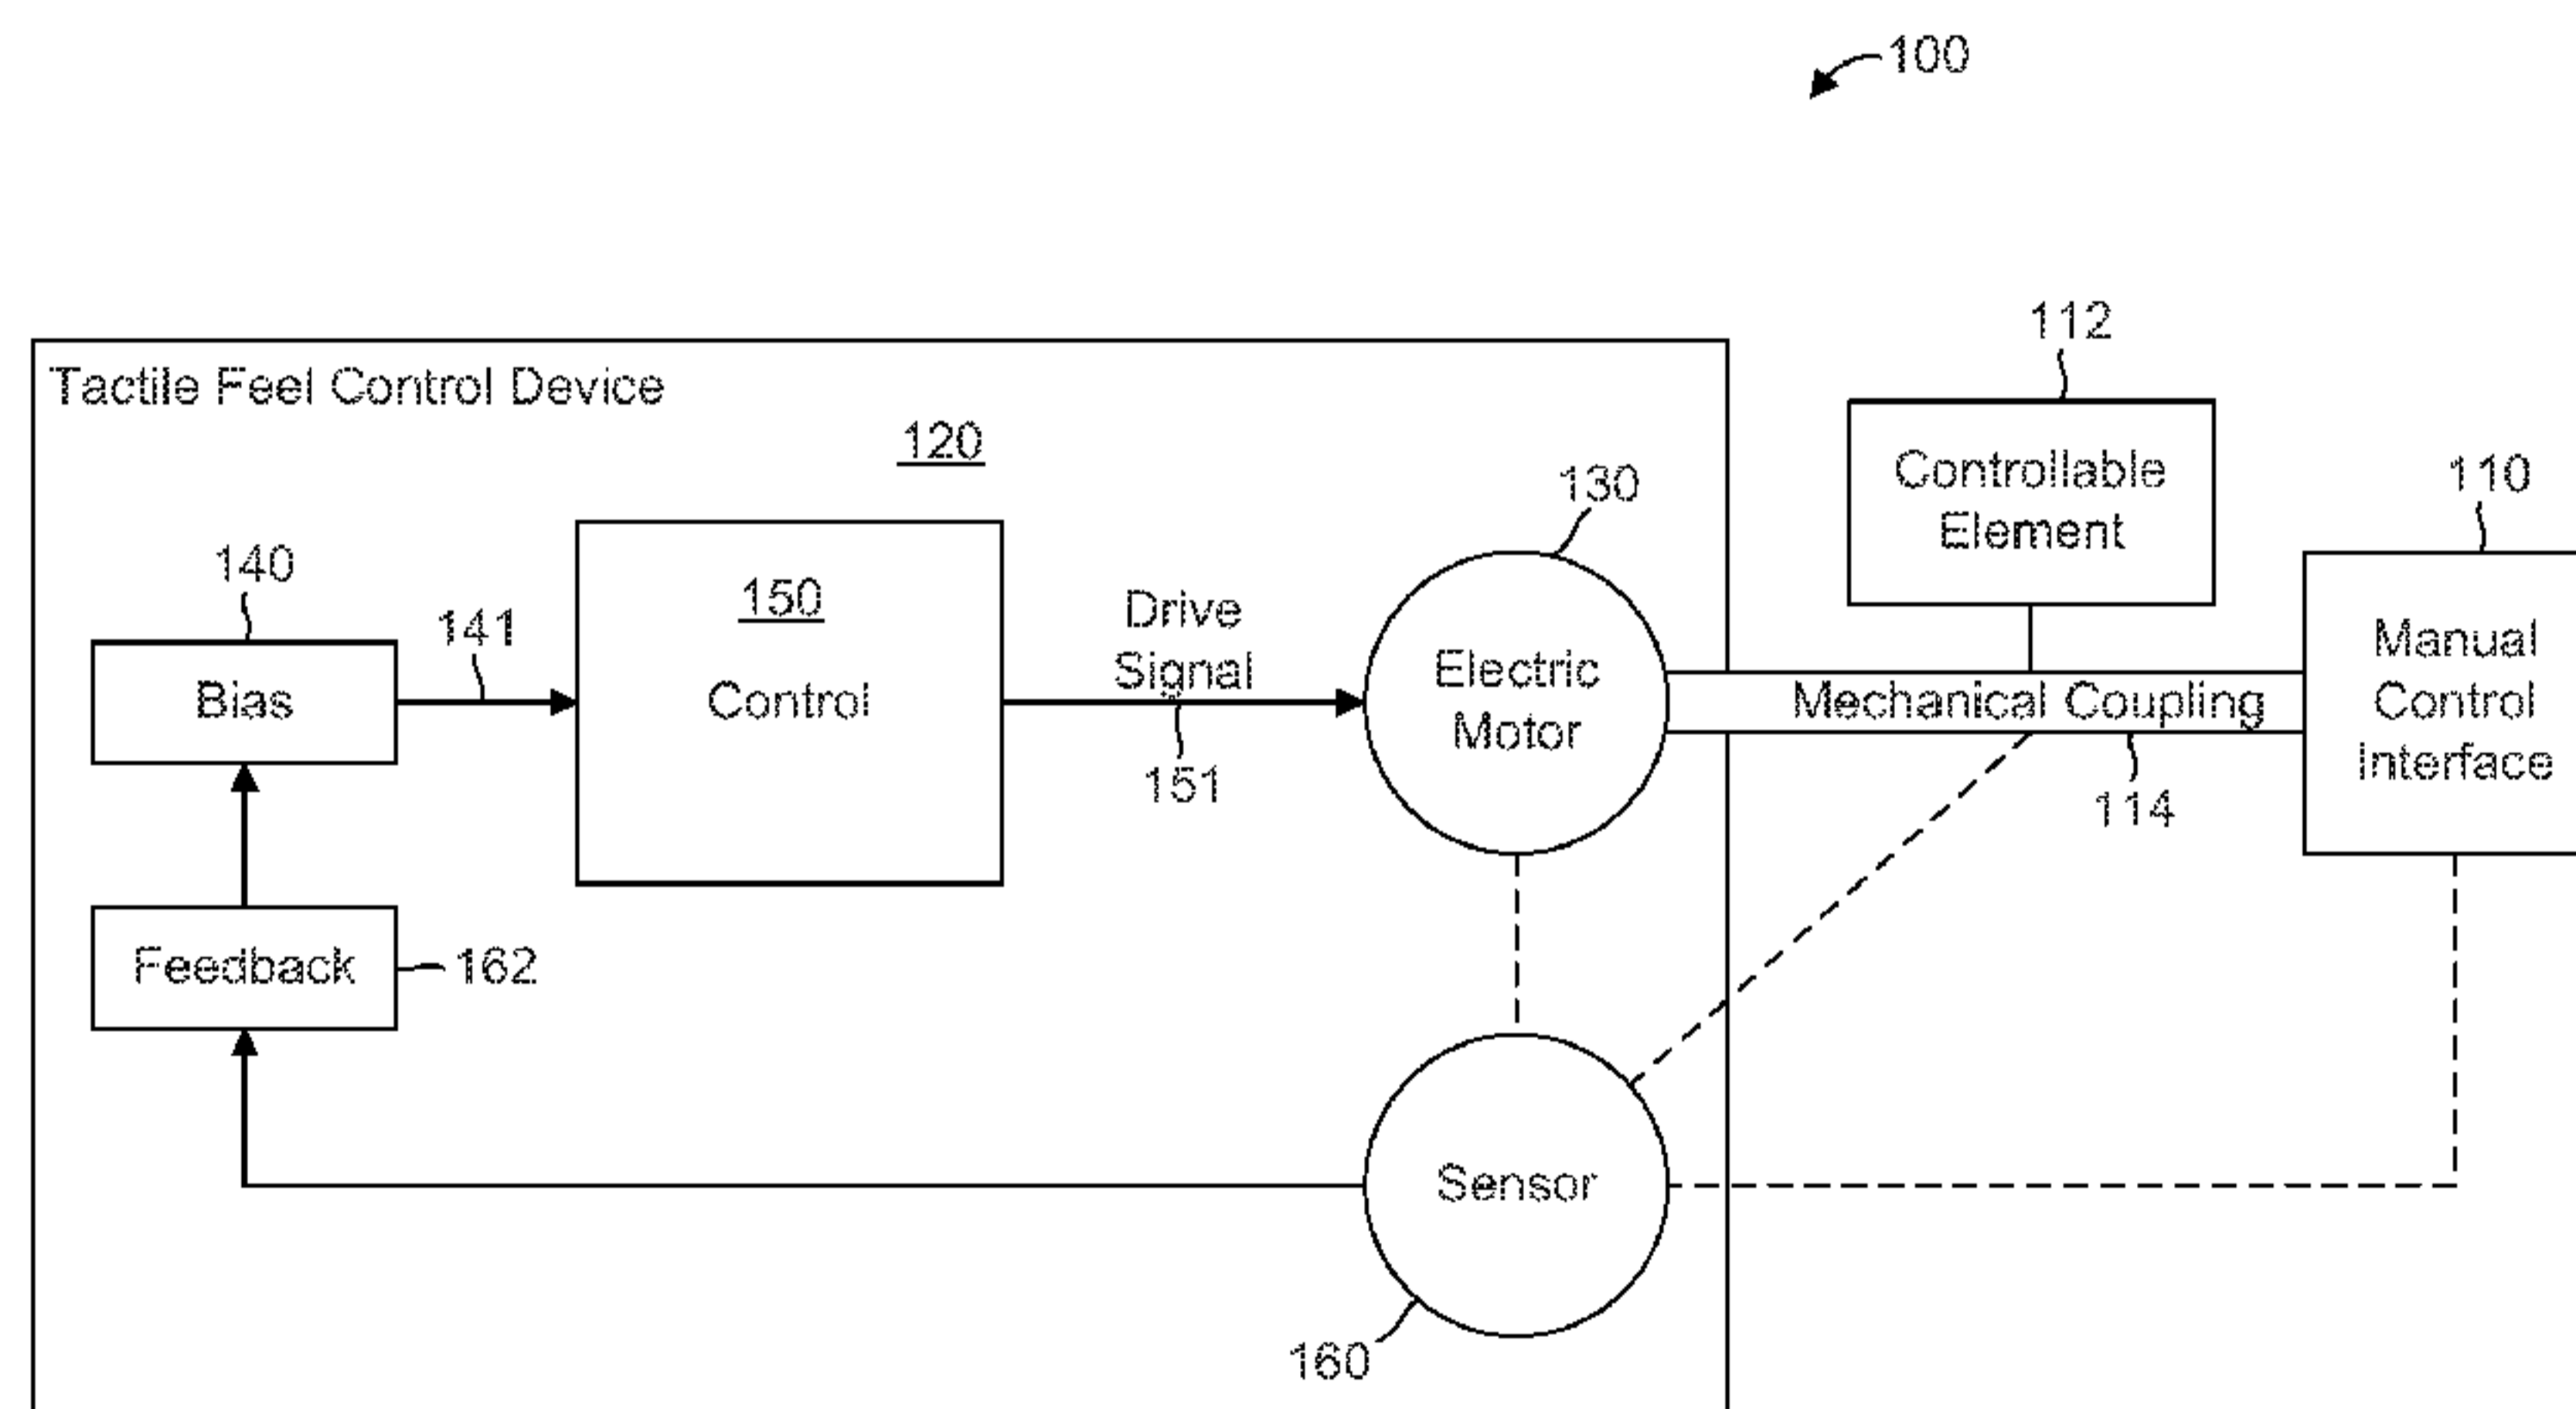 100
Tactile Feel Control Device
120
112
Controllable
Element
110
130
140
141
150
Drive
Signal
151
Bias
Control
Electric
Motor
Mechanical Coupling
114
Manual
Control
Interface
Feedback
162
Sensor
160